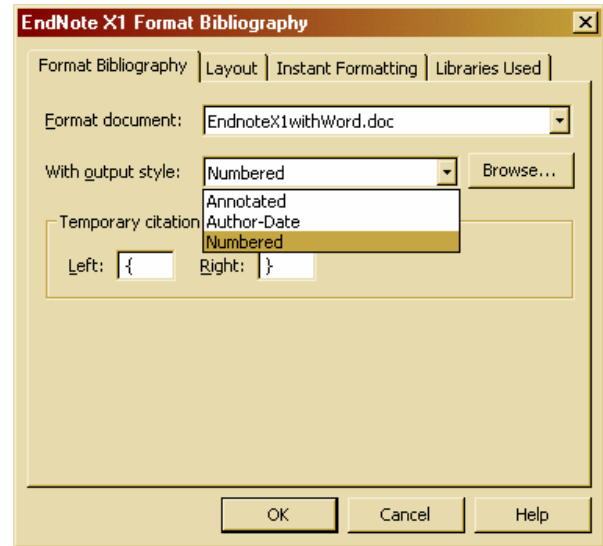 EndNote X1 Format Bibliography
Format Bibliography Layout Instant Formatting Libraries Used
Format document: EndnoteX1withWord.doc
With output style: Numbered Browse...
Annotated
Temporary citation Author-Date
Numbered
Left: { Right: }
OK Cancel Help